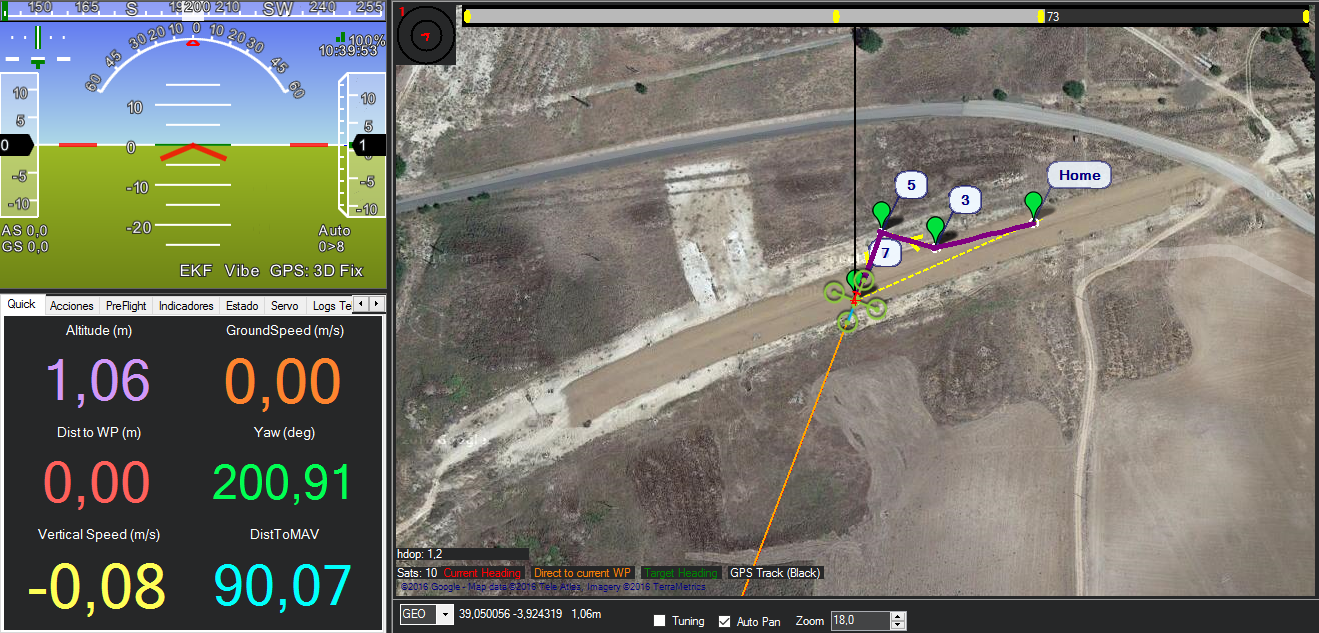 150 165 S 19 200 210 SW 240 255
100%
10:39:53
60 45 30 20 10 0 10 20 30 45 60
10 10 10
5 5
0 0 1
-5 -5
-10 -10 -10
AS 0,0 -20 Auto
GS 0,0 0>8
EKF Vibe GPS: 3D Fix
Quick Acciones PreFlight Indicadores Estado Servo Logs Te
Altitude (m) GroundSpeed (m/s)
1,06 0,00
Dist to WP (m) Yaw (deg)
0,00 200,91
Vertical Speed (m/s) DistToMAV
-0,08 90,07
1
73
Home
5
3
7
hdop: 1,2
Sats: 10 Current Heading Direct to current WP Target Heading GPS Track (Black)
©2016 Google - Map data ©2016 Tele Atlas, Imagery ©2016 TerraMetrics
GEO 39,050056 -3,924319 1,06m Tuning Auto Pan Zoom 18,0